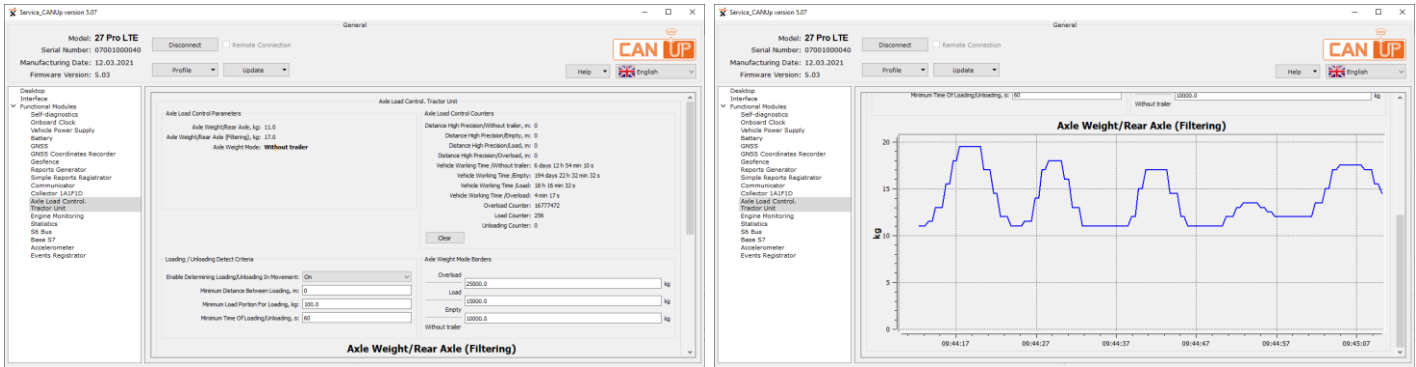 Service_CANUp version 5.07
General
Model: 27 Pro LTE
Serial Number: 07001000040
Manufacturing Date: 12.03.2021
Firmware Version: 5.03
Disconnect
Remote Connection
Profile
Update
CAN UP
Help
English
Desktop
Interface
Functional Modules
Self-diagnostics
Onboard Clock
Vehicle Power Supply
Battery
GNSS
GNSS Coordinates Recorder
Geofence
Reports Generator
Simple Reports Registrator
Communicator
Collector 1A1F1D
Axle Load Control.
Tractor Unit
Engine Monitoring
Statistics
S6 Bus
Base S7
Accelerometer
Events Registrator
Axle Load Control. Tractor Unit
Axle Load Control Parameters
Axle Weight/Rear Axle, kg: 11.0
Axle Weight/Rear Axle (Filtering), kg: 17.0
Axle Weight Mode: Without trailer
Axle Load Control Counters
Distance High Precision/Without trailer, m: 0
Distance High Precision/Empty, m: 0
Distance High Precision/Load, m: 0
Distance High Precision/Overload, m: 0
Vehicle Working Time /Without trailer: 6 days 12 h 54 min 10 s
Vehicle Working Time /Empty: 194 days 22 h 32 min 32 s
Vehicle Working Time /Load: 18 h 16 min 32 s
Vehicle Working Time /Overload: 4 min 17 s
Overload Counter: 16777472
Load Counter: 256
Unloading Counter: 0
Clear
Loading / Unloading Detect Criteria
Enable Determining Loading/Unloading In Movement: On
Minimum Distance Between Loading, m: 0
Minimum Load Portion For Loading, kg: 100.0
Minimum Time Of Loading/Unloading, s: 60
Axle Weight Mode Borders
Overload
25000.0 kg
Load
15000.0 kg
Empty
10000.0 kg
Without trailer
Axle Weight/Rear Axle (Filtering)
Service_CANUp version 5.07
General
Model: 27 Pro LTE
Serial Number: 07001000040
Manufacturing Date: 12.03.2021
Firmware Version: 5.03
Disconnect
Remote Connection
Profile
Update
CAN UP
Help
English
Desktop
Interface
Functional Modules
Self-diagnostics
Onboard Clock
Vehicle Power Supply
Battery
GNSS
GNSS Coordinates Recorder
Geofence
Reports Generator
Simple Reports Registrator
Communicator
Collector 1A1F1D
Axle Load Control.
Tractor Unit
Engine Monitoring
Statistics
S6 Bus
Base S7
Accelerometer
Events Registrator
Minimum Time Of Loading/Unloading, s: 60
10000.0 kg
Without trailer
Axle Weight/Rear Axle (Filtering)
kg
20
15
10
5
0
09:44:17 09:44:27 09:44:37 09:44:47 09:44:57 09:45:07